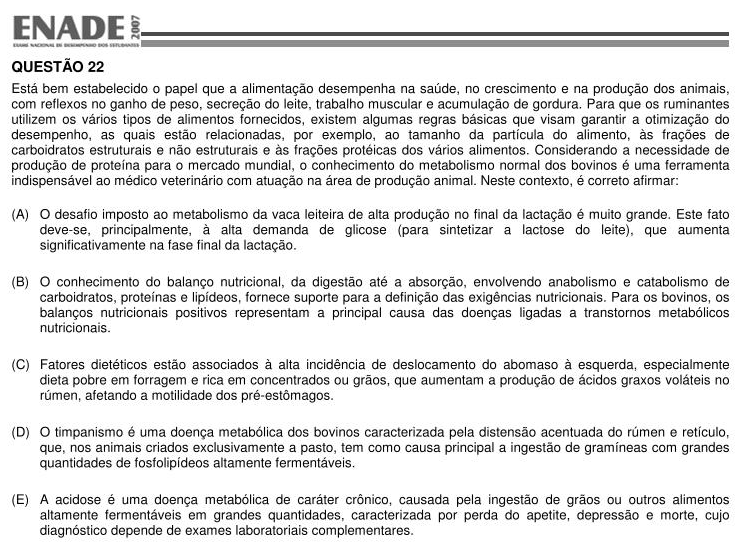 ENADE 2007
EXAME NACIONAL DE DESEMPENHO DOS ESTUDANTES
QUESTÃO 22
Está bem estabelecido o papel que a alimentação desempenha na saúde, no crescimento e na produção dos animais,
com reflexos no ganho de peso, secreção do leite, trabalho muscular e acumulação de gordura. Para que os ruminantes
utilizem os vários tipos de alimentos fornecidos, existem algumas regras básicas que visam garantir a otimização do
desempenho, as quais estão relacionadas, por exemplo, ao tamanho da partícula do alimento, às frações de
carboidratos estruturais e não estruturais e às frações protéicas dos vários alimentos. Considerando a necessidade de
produção de proteína para o mercado mundial, o conhecimento do metabolismo normal dos bovinos é uma ferramenta
indispensável ao médico veterinário com atuação na área de produção animal. Neste contexto, é correto afirmar:
(A) O desafio imposto ao metabolismo da vaca leiteira de alta produção no final da lactação é muito grande. Este fato
deve-se, principalmente, à alta demanda de glicose (para sintetizar a lactose do leite), que aumenta
significativamente na fase final da lactação.
(B) O conhecimento do balanço nutricional, da digestão até a absorção, envolvendo anabolismo e catabolismo de
carboidratos, proteínas e lipídeos, fornece suporte para a definição das exigências nutricionais. Para os bovinos, os
balanços nutricionais positivos representam a principal causa das doenças ligadas a transtornos metabólicos
nutricionais.
(C) Fatores dietéticos estão associados à alta incidência de deslocamento do abomaso à esquerda, especialmente
dieta pobre em forragem e rica em concentrados ou grãos, que aumentam a produção de ácidos graxos voláteis no
rúmen, afetando a motilidade dos pré-estômagos.
(D) O timpanismo é uma doença metabólica dos bovinos caracterizada pela distensão acentuada do rúmen e retículo,
que, nos animais criados exclusivamente a pasto, tem como causa principal a ingestão de gramíneas com grandes
quantidades de fosfolipídeos altamente fermentáveis.
(E) A acidose é uma doença metabólica de caráter crônico, causada pela ingestão de grãos ou outros alimentos
altamente fermentáveis em grandes quantidades, caracterizada por perda do apetite, depressão e morte, cujo
diagnóstico depende de exames laboratoriais complementares.